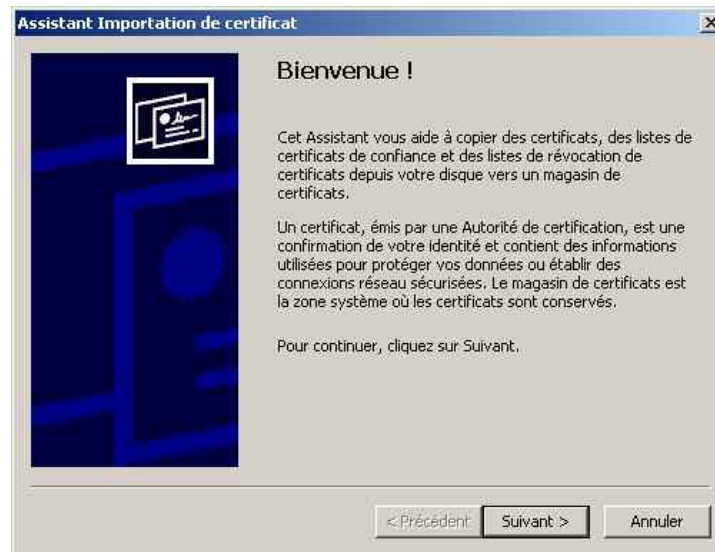 Assistant Importation de certificat
Bienvenue !
Cet Assistant vous aide à copier des certificats, des listes de
certificats de confiance et des listes de révocation de
certificats depuis votre disque vers un magasin de
certificats.
Un certificat, émis par une Autorité de certification, est une
confirmation de votre identité et contient des informations
utilisées pour protéger vos données ou établir des
connexions réseau sécurisées. Le magasin de certificats est
la zone système où les certificats sont conservés.
Pour continuer, cliquez sur Suivant.
< Précédent Suivant > Annuler